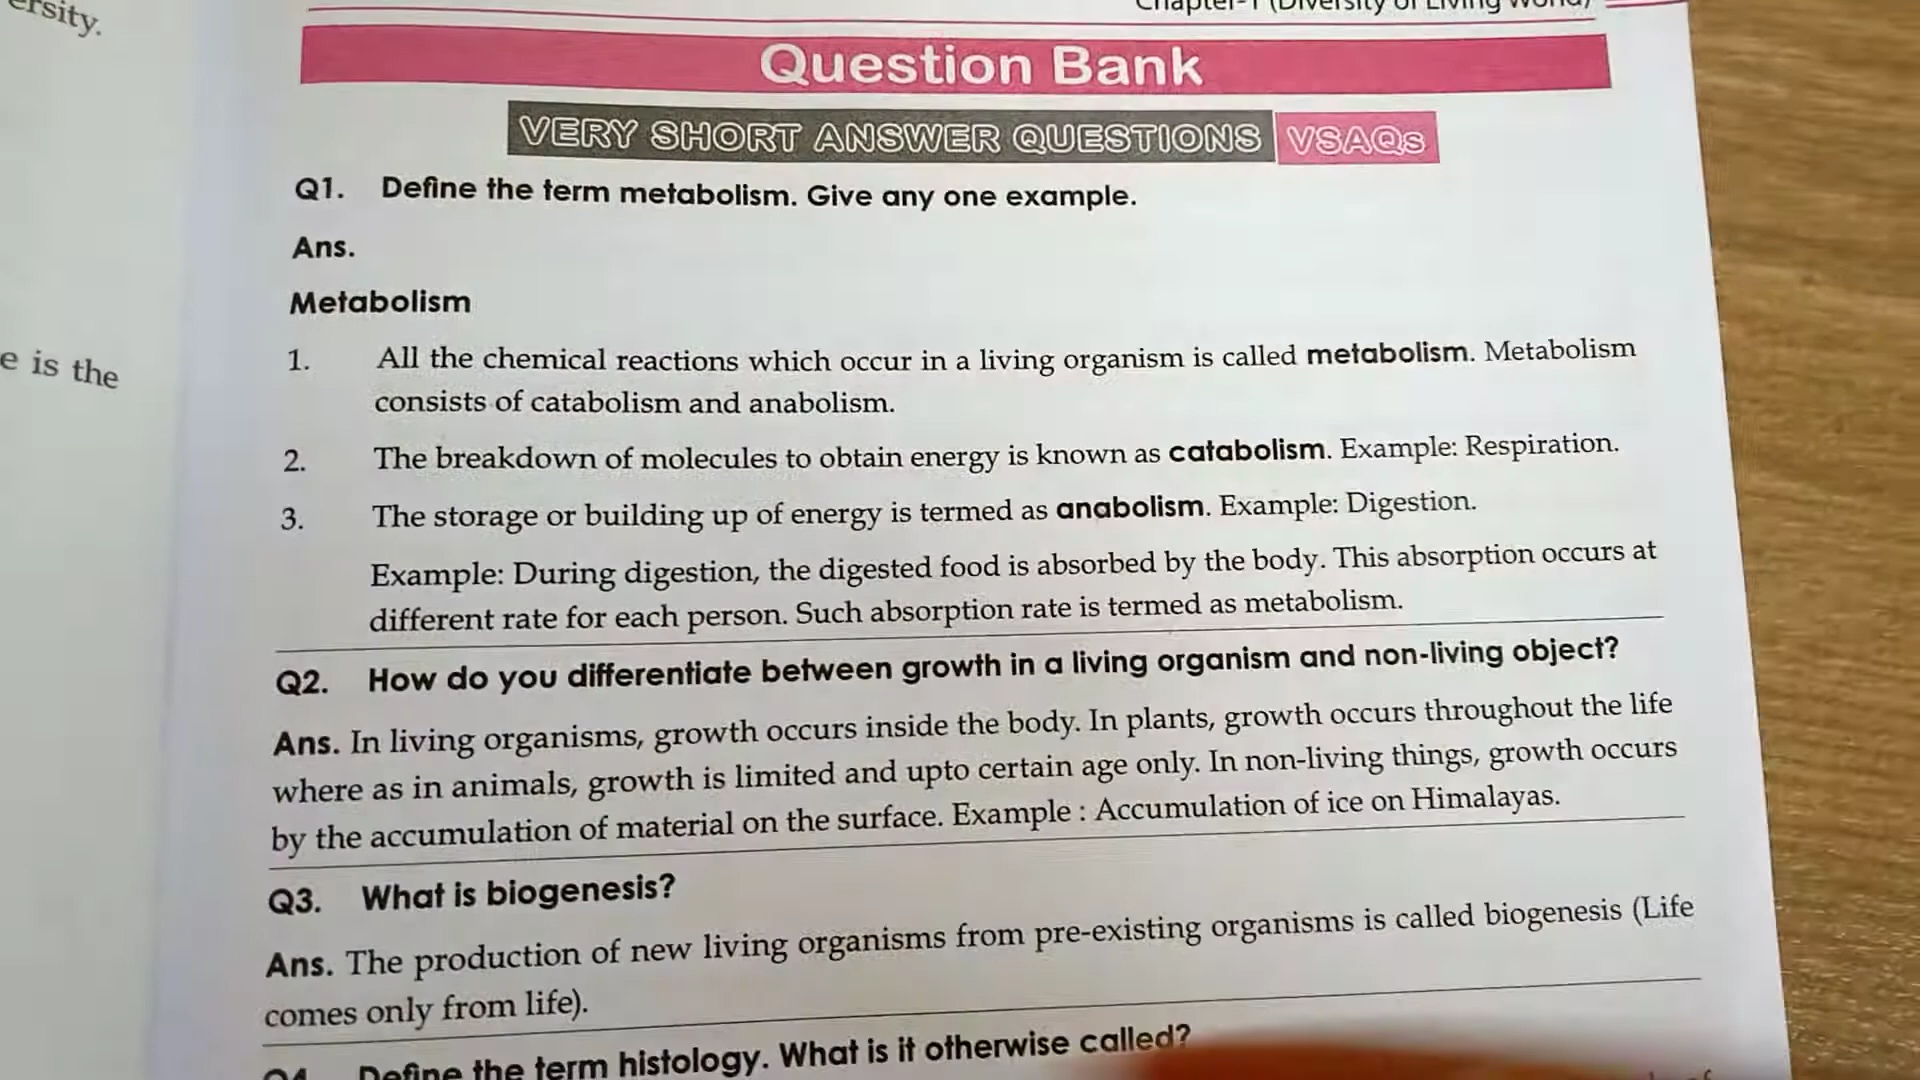 ersity.
e is the
Chapter-1 (Diversity of Living World)
Question Bank
VERY SHORT ANSWER QUESTIONS VSAQs
Q1. Define the term metabolism. Give any one example.
Ans.
Metabolism
1. All the chemical reactions which occur in a living organism is called metabolism. Metabolism
consists of catabolism and anabolism.
2. The breakdown of molecules to obtain energy is known as catabolism. Example: Respiration.
3. The storage or building up of energy is termed as anabolism. Example: Digestion.
Example: During digestion, the digested food is absorbed by the body. This absorption occurs at
different rate for each person. Such absorption rate is termed as metabolism.
Q2. How do you differentiate between growth in a living organism and non-living object?
Ans. In living organisms, growth occurs inside the body. In plants, growth occurs throughout the life
where as in animals, growth is limited and upto certain age only. In non-living things, growth occurs
by the accumulation of material on the surface. Example : Accumulation of ice on Himalayas.
Q3. What is biogenesis?
Ans. The production of new living organisms from pre-existing organisms is called biogenesis (Life
comes only from life).
Q4. Define the term histology. What is it otherwise called?